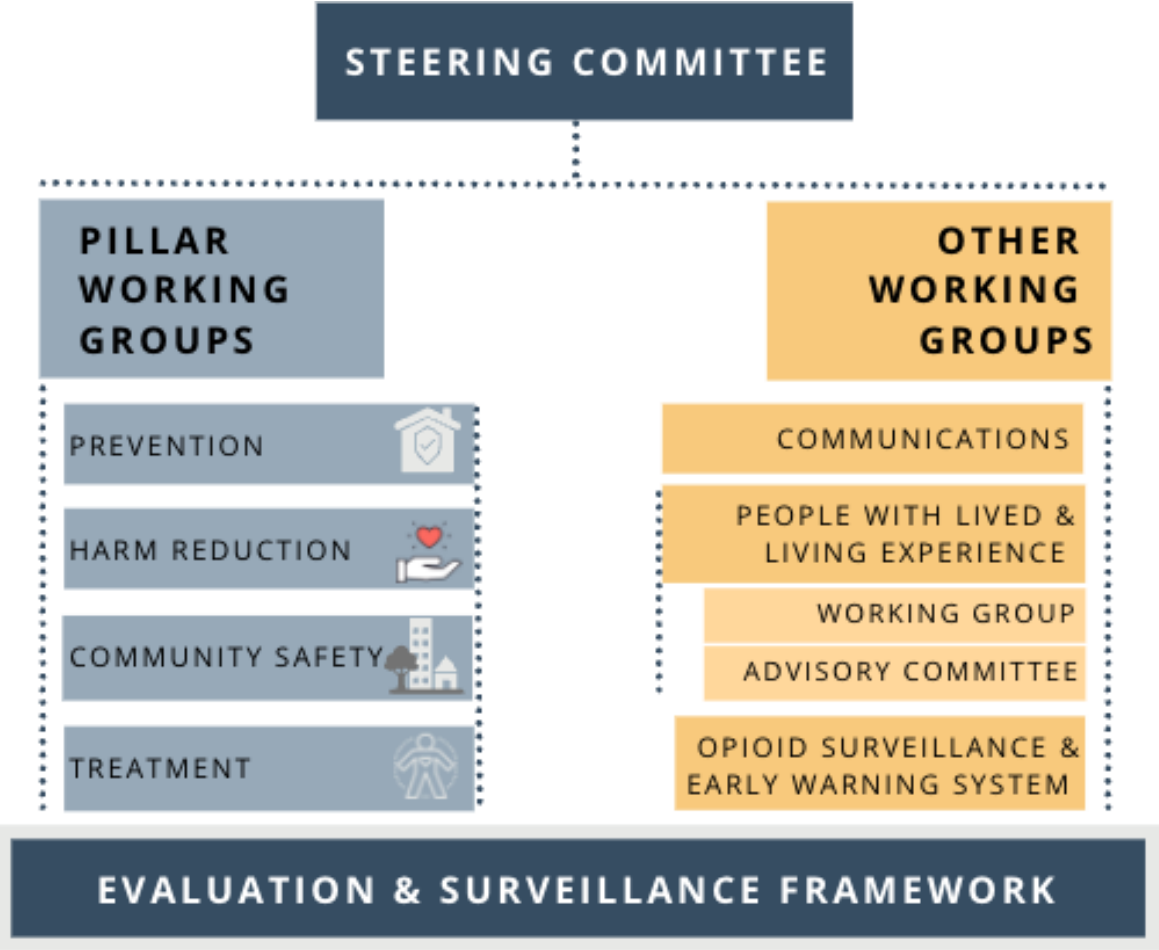 STEERING COMMITTEE
PILLAR
WORKING
GROUPS
PREVENTION
HARM REDUCTION
COMMUNITY SAFETY
TREATMENT
OTHER
WORKING
GROUPS
COMMUNICATIONS
PEOPLE WITH LIVED &
LIVING EXPERIENCE
WORKING GROUP
ADVISORY COMMITTEE
OPIOID SURVEILLANCE &
EARLY WARNING SYSTEM
EVALUATION & SURVEILLANCE FRAMEWORK